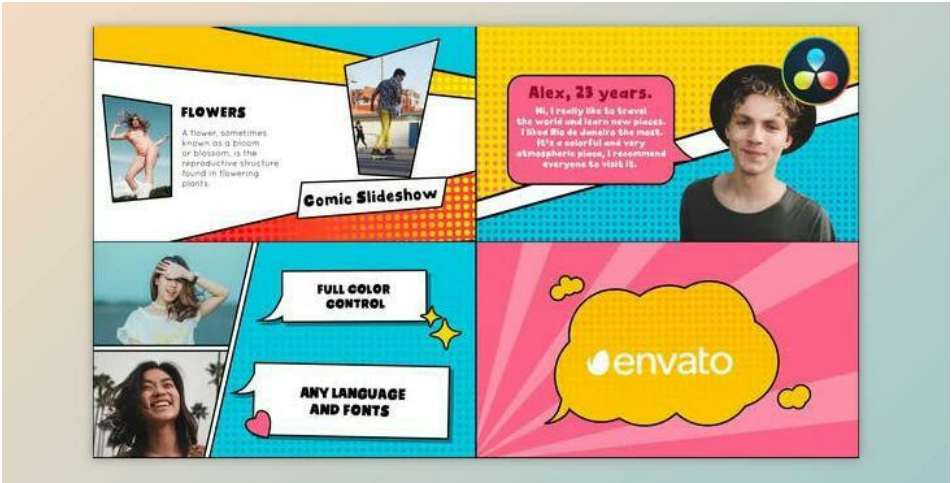 FLOWERS
A flower, sometimes
known as a bloom
or blossom, is the
reproductive structure
found in flowering
plants.
Comic Slideshow
Alex, 23 years.
Hi, I really like to travel
the world and learn new places.
I liked Rio de Janeiro the most.
It's a colorful and very
atmospheric place, I recommend
everyone to visit it.
FULL COLOR
CONTROL
ANY LANGUAGE
AND FONTS
envato